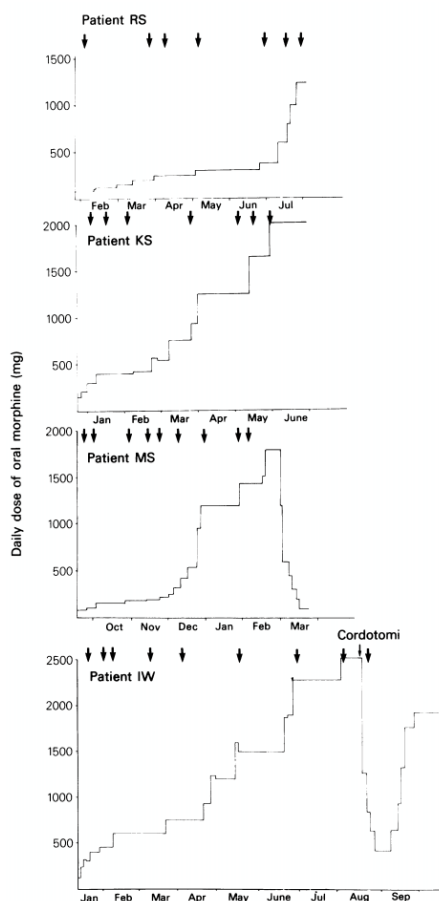 Patient RS
1500
1000
500
Feb Mar Apr May Jun Jul
2000
Patient KS
1500
1000
500
Jan Feb Mar Apr May June
Daily dose of oral morphine (mg)
2000
Patient MS
1500
1000
500
Oct Nov Dec Jan Feb Mar
Cordotomi
2500
Patient IW
2000
1500
1000
500
Jan Feb Mar Apr May June Jul Aug Sep